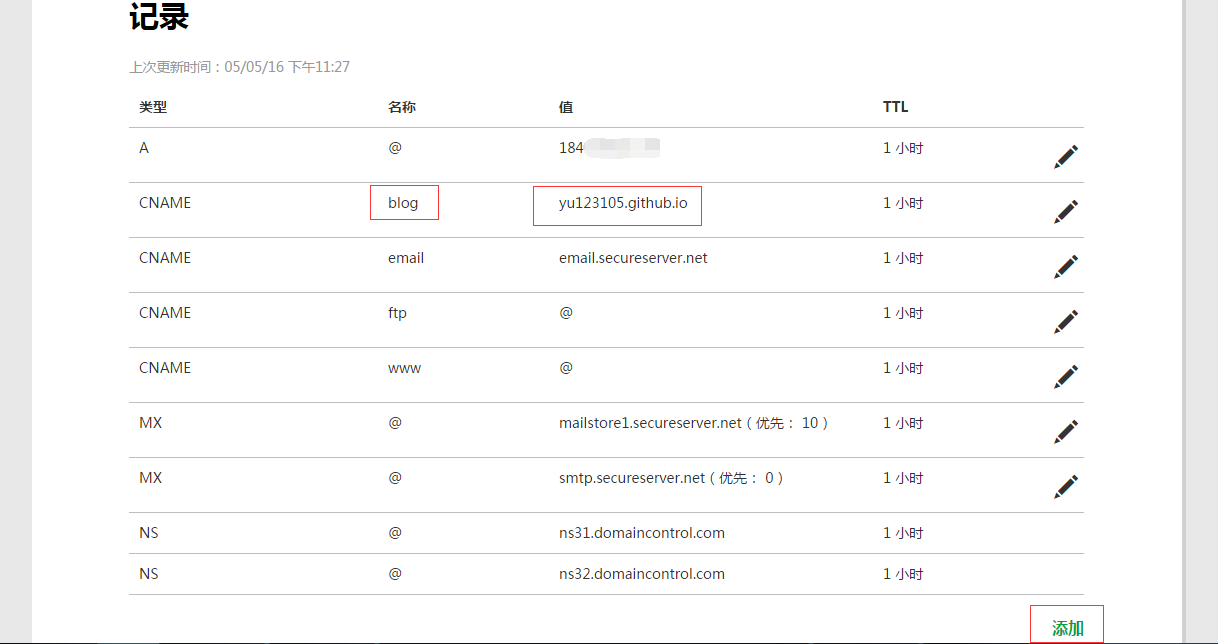 记录
上次更新时间：05/05/16 下午11:27
类型 名称 值 TTL
A @ 184 1 小时
CNAME blog yu123105.github.io 1 小时
CNAME email email.secureserver.net 1 小时
CNAME ftp @ 1 小时
CNAME www @ 1 小时
MX @ mailstore1.secureserver.net（优先： 10） 1 小时
MX @ smtp.secureserver.net（优先： 0） 1 小时
NS @ ns31.domaincontrol.com 1 小时
NS @ ns32.domaincontrol.com 1 小时
添加